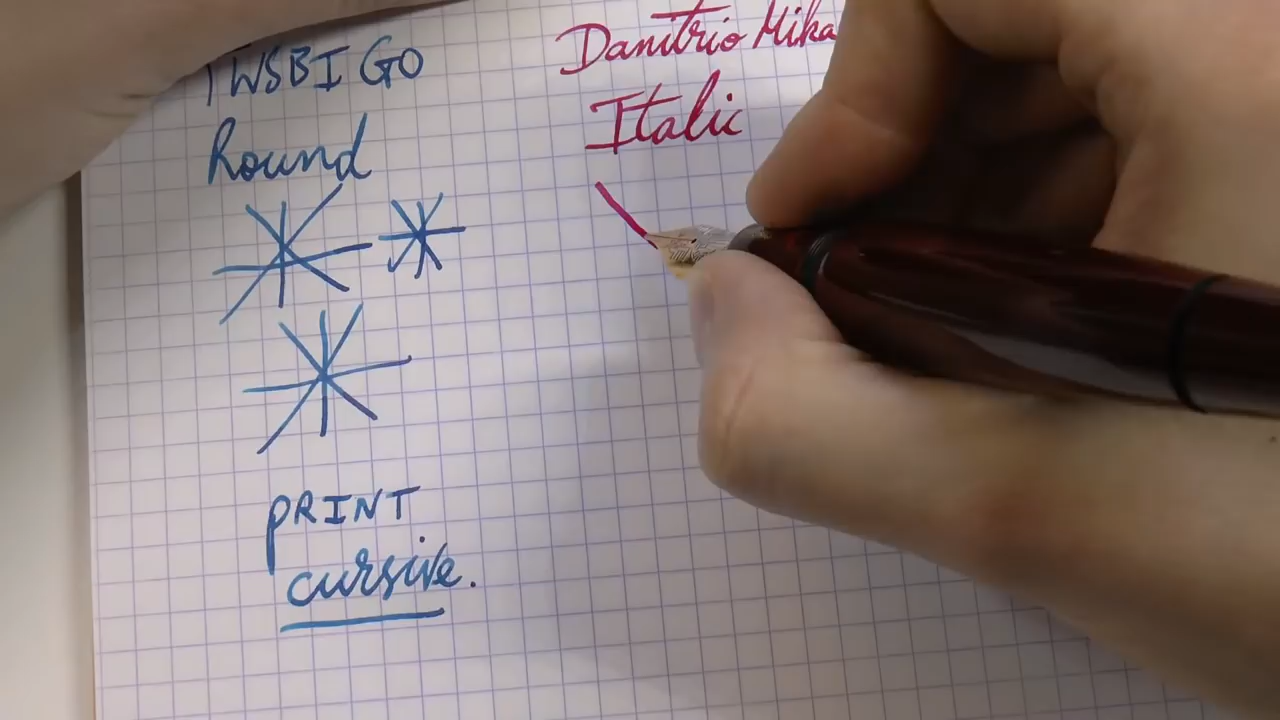 TWSBI GO
Round
PRINT
cursive.
Danitrio Mika
Italic